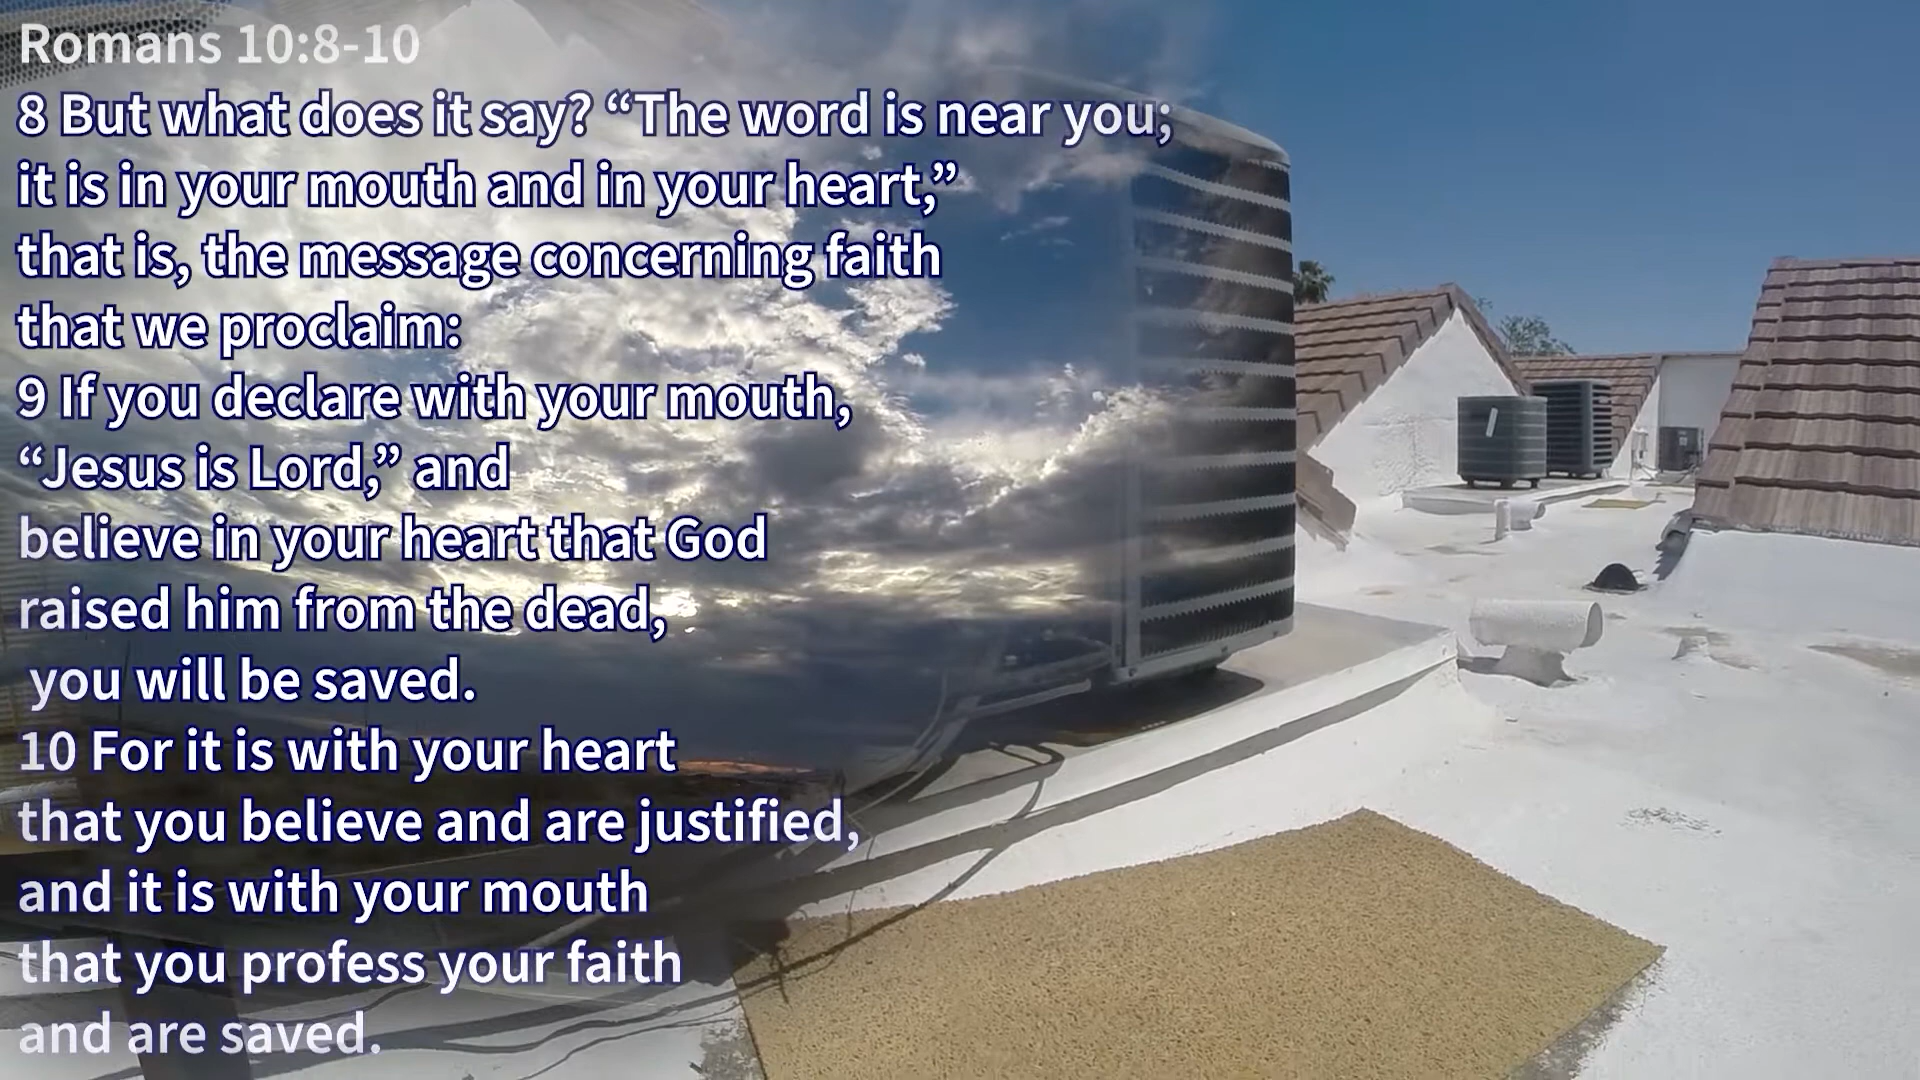 Romans 10:8-10
8 But what does it say? “The word is near you;
it is in your mouth and in your heart,”
that is, the message concerning faith
that we proclaim:
9 If you declare with your mouth,
“Jesus is Lord,” and
believe in your heart that God
raised him from the dead,
you will be saved.
10 For it is with your heart
that you believe and are justified,
and it is with your mouth
that you profess your faith
and are saved.